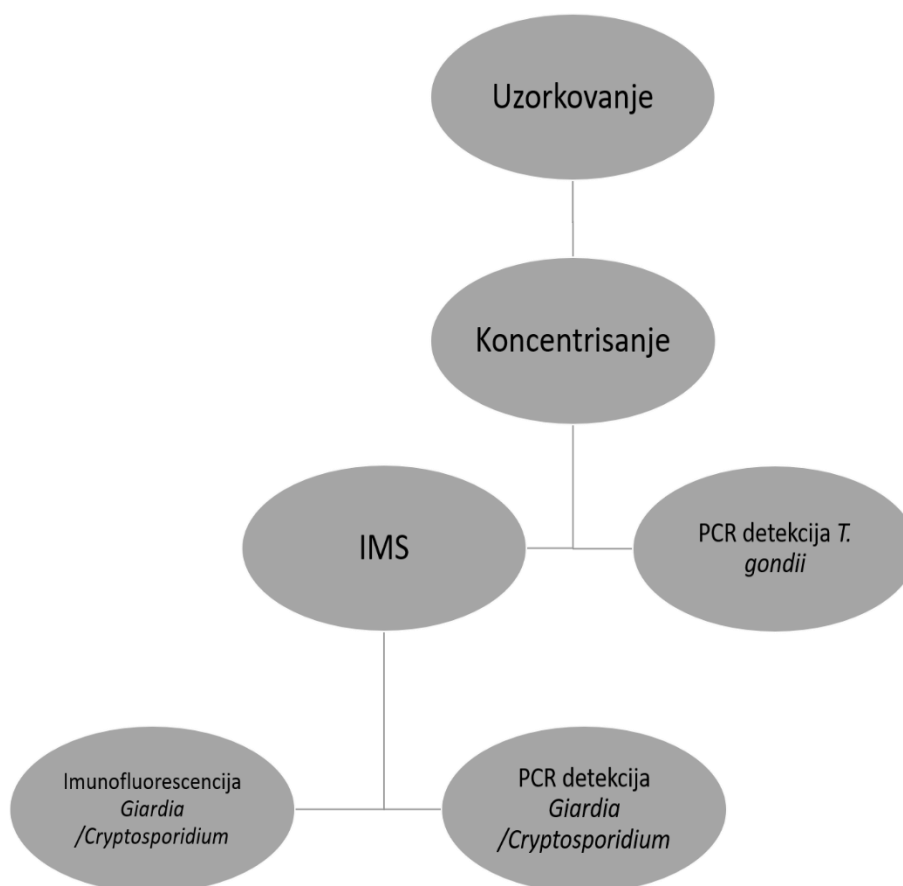 Uzorkovanje
Koncentrisanje
IMS
PCR detekcija T.
gondii
Imunofluorescencija
Giardia
/Cryptosporidium
PCR detekcija
Giardia
/Cryptosporidium